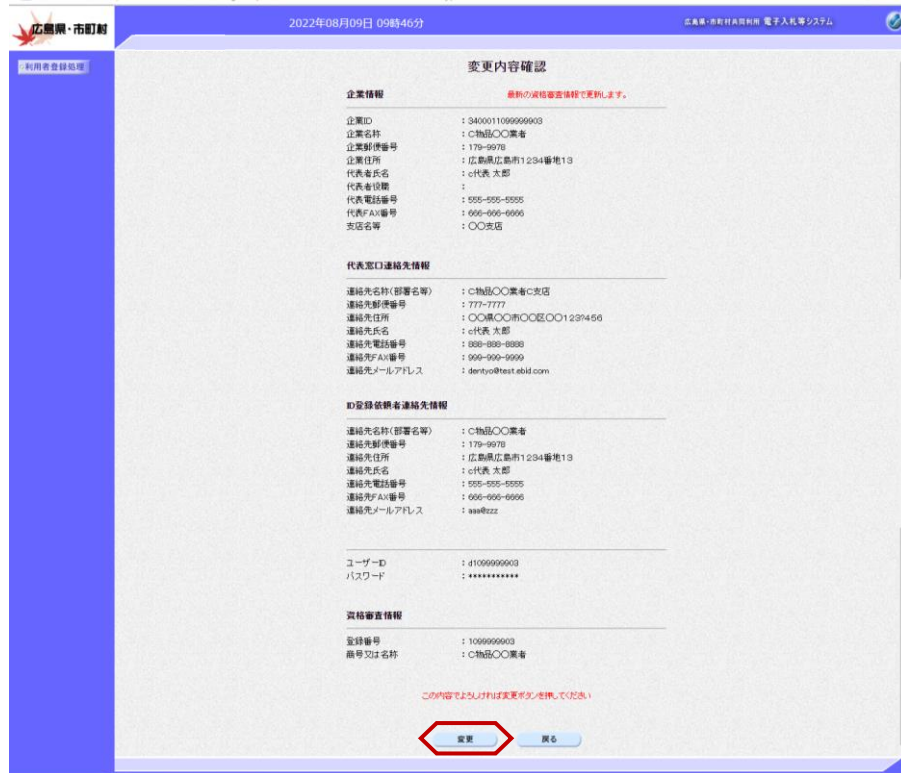 広島県・市町村
2022年08月09日 09時46分
広島県・市町村共同利用 電子入札等システム
利用者登録処理
変更内容確認
企業情報
最新の資格審査情報で更新します。
企業ID : 3400011099999903
企業名称 : C物品〇〇業者
企業郵便番号 : 179-9978
企業住所 : 広島県広島市1234番地13
代表者氏名 : c代表 太郎
代表者役職 :
代表電話番号 : 555-555-5555
代表FAX番号 : 666-666-6666
支店名等 : 〇〇支店
代表窓口連絡先情報
連絡先名称(部署名等) : C物品〇〇業者C支店
連絡先郵便番号 : 777-7777
連絡先住所 : 〇〇県〇〇市〇〇区〇〇123?456
連絡先氏名 : c代表 太郎
連絡先電話番号 : 888-888-8888
連絡先FAX番号 : 999-999-9999
連絡先メールアドレス : dentyo@test.ebid.com
ID登録依頼者連絡先情報
連絡先名称(部署名等) : C物品〇〇業者
連絡先郵便番号 : 179-9978
連絡先住所 : 広島県広島市1234番地13
連絡先氏名 : c代表 太郎
連絡先電話番号 : 555-555-5555
連絡先FAX番号 : 666-666-6666
連絡先メールアドレス : aaa@zzz
ユーザーID : d1099999903
パスワード : ***********
資格審査情報
登録番号 : 1099999903
商号又は名称 : C物品〇〇業者
この内容でよろしければ変更ボタンを押してください
変更
戻る